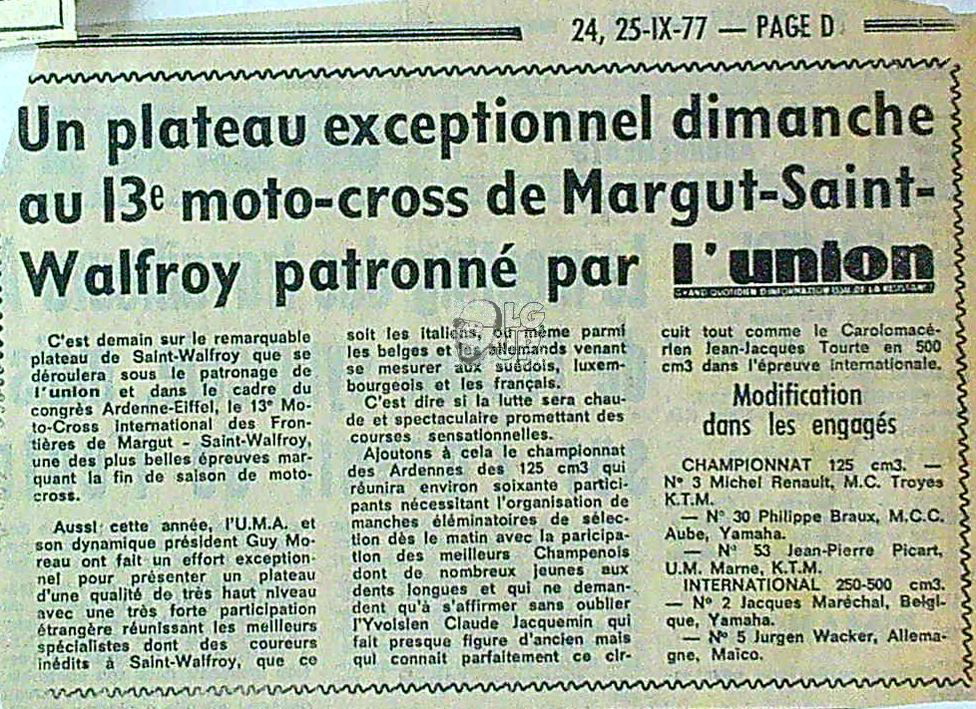 24, 25-IX-77 — PAGE D
Un plateau exceptionnel dimanche
au 13e moto-cross de Margut-Saint-
Walfroy patronné par l'union
GRAND QUOTIDIEN D'INFORMATION ISSU DE LA RESISTANCE
C'est demain sur le remarquable
plateau de Saint-Walfroy que se
déroulera sous le patronage de
l'union et dans le cadre du
congrès Ardenne-Eiffel, le 13e Mo-
to-Cross International des Fron-
tières de Margut - Saint-Walfroy,
une des plus belles épreuves mar-
quant la fin de saison de moto-
cross.
Aussi cette année, l'U.M.A. et
son dynamique président Guy Mo-
reau ont fait un effort exception-
nel pour présenter un plateau
d'une qualité de très haut niveau
avec une très forte participation
étrangère réunissant les meilleurs
spécialistes dont des coureurs
inédits à Saint-Walfroy, que ce
soit les italiens, ou même parmi
les belges et les allemands venant
se mesurer aux suédois, luxem-
bourgeois et les français.
C'est dire si la lutte sera chau-
de et spectaculaire promettant des
courses sensationnelles.
Ajoutons à cela le championnat
des Ardennes des 125 cm3 qui
réunira environ soixante partici-
pants nécessitant l'organisation de
manches éléminatoires de sélec-
tion dès le matin avec la paricipa-
tion des meilleurs Champenois
dont de nombreux jeunes aux
dents longues et qui ne deman-
dent qu'à s'affirmer sans oublier
l'Yvoisien Claude Jacquemin qui
fait presque figure d'ancien mais
qui connait parfaitement ce cir-
cuit tout comme le Carolomacé-
rien Jean-Jacques Tourte en 500
cm3 dans l'épreuve internationale.
Modification
dans les engagés
CHAMPIONNAT 125 cm3. —
N° 3 Michel Renault, M.C. Troyes
K.T.M.
— N° 30 Philippe Braux, M.C.C.
Aube, Yamaha.
— N° 53 Jean-Pierre Picart,
U.M. Marne, K.T.M.
INTERNATIONAL 250-500 cm3.
— N° 2 Jacques Maréchal, Belgi-
que, Yamaha.
— N° 5 Jurgen Wacker, Allema-
gne, Maico.